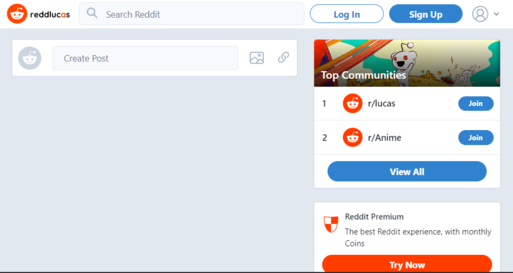 reddlucas
Search Reddit
Log In
Sign Up
Create Post
Top Communities
1 r/lucas Join
2 r/Anime Join
View All
Reddit Premium
The best Reddit experience, with monthly
Coins
Try Now